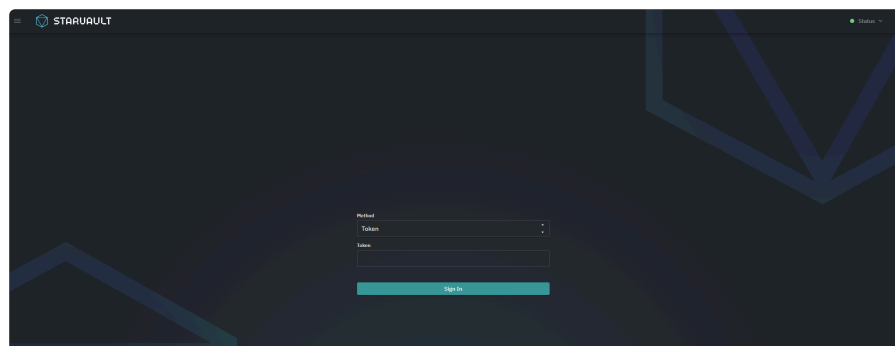 STARVAULT
Status
Method
Token
Token
Sign In